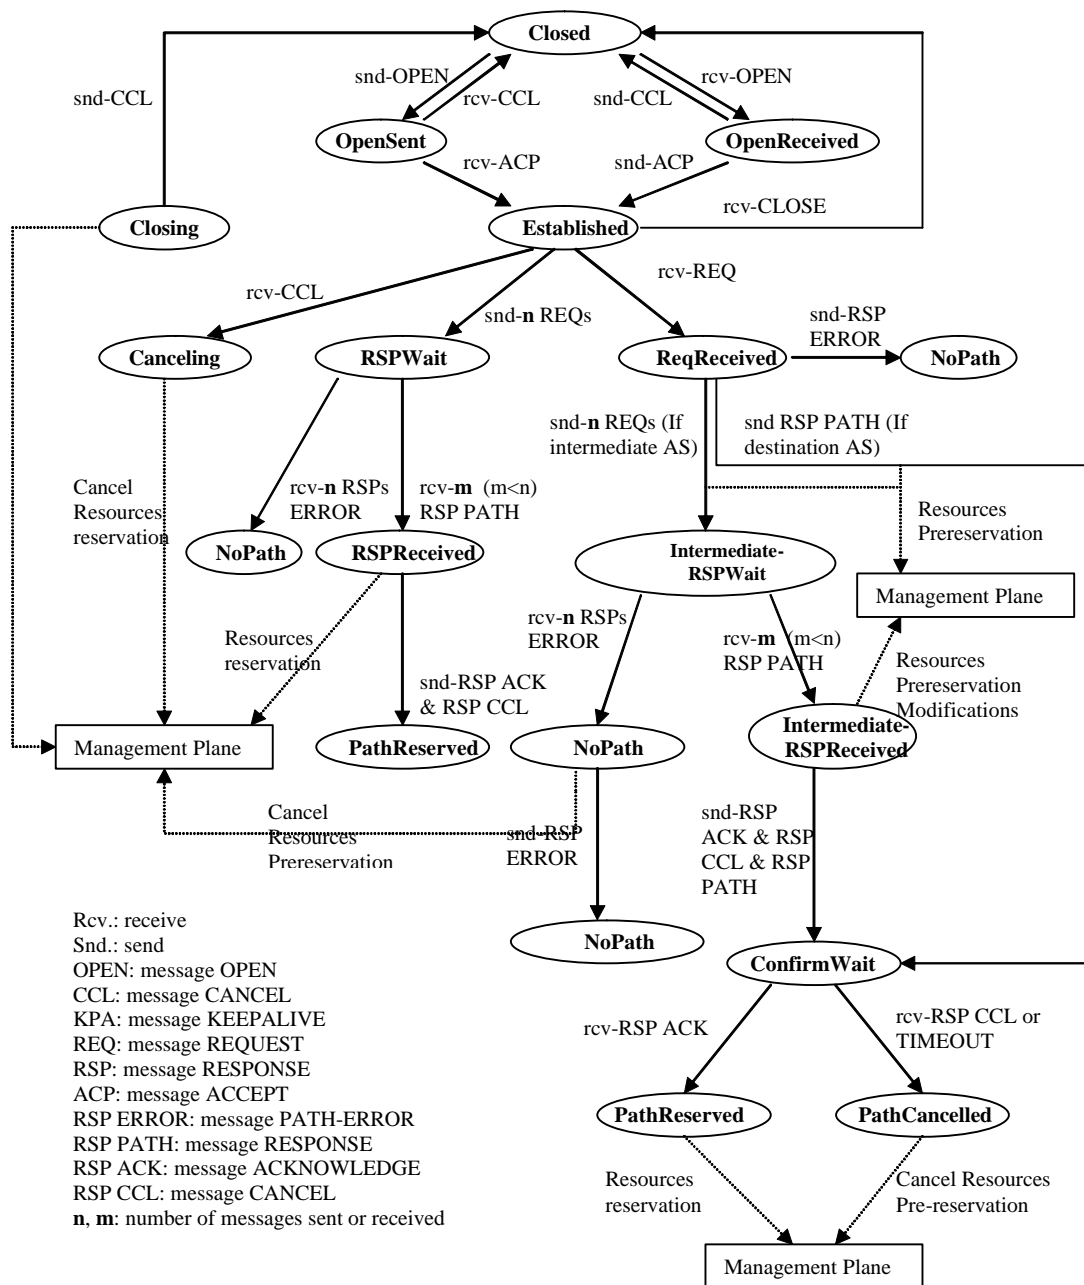 Closed
snd-OPEN
rcv-OPEN
snd-CCL
rcv-CCL
snd-CCL
OpenSent
OpenReceived
rcv-ACP
snd-ACP
Closing
Established
rcv-CLOSE
rcv-CCL
rcv-REQ
snd-n REQs
snd-RSP
ERROR
Canceling
RSPWait
ReqReceived
NoPath
snd-n REQs (If
intermediate AS)
snd RSP PATH (If
destination AS)
Cancel
Resources
reservation
rcv-n RSPs
ERROR
rcv-m (m<n)
RSP PATH
Resources
Prereservation
NoPath
RSPReceived
Intermediate-
RSPWait
Management Plane
rcv-n RSPs
ERROR
rcv-m (m<n)
RSP PATH
Resources
reservation
Resources
Prereservation
Modifications
snd-RSP ACK
& RSP CCL
Management Plane
PathReserved
NoPath
Intermediate-
RSPReceived
Cancel
Resources
Prereservation
snd-RSP
ERROR
snd-RSP
ACK & RSP
CCL & RSP
PATH
NoPath
ConfirmWait
Rcv.: receive
Snd.: send
OPEN: message OPEN
CCL: message CANCEL
KPA: message KEEPALIVE
REQ: message REQUEST
RSP: message RESPONSE
ACP: message ACCEPT
RSP ERROR: message PATH-ERROR
RSP PATH: message RESPONSE
RSP ACK: message ACKNOWLEDGE
RSP CCL: message CANCEL
n, m: number of messages sent or received
rcv-RSP ACK
rcv-RSP CCL or
TIMEOUT
PathReserved
PathCancelled
Resources
reservation
Cancel Resources
Pre-reservation
Management Plane